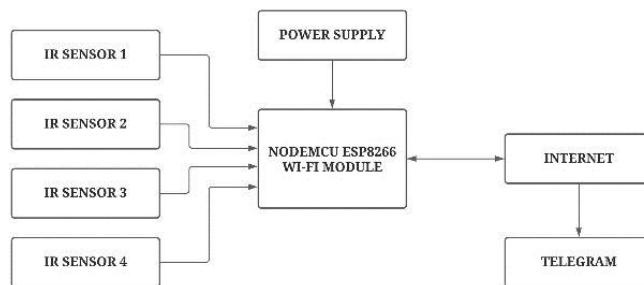 POWER SUPPLY
IR SENSOR 1
IR SENSOR 2
IR SENSOR 3
IR SENSOR 4
NODEMCU ESP8266
WI-FI MODULE
INTERNET
TELEGRAM